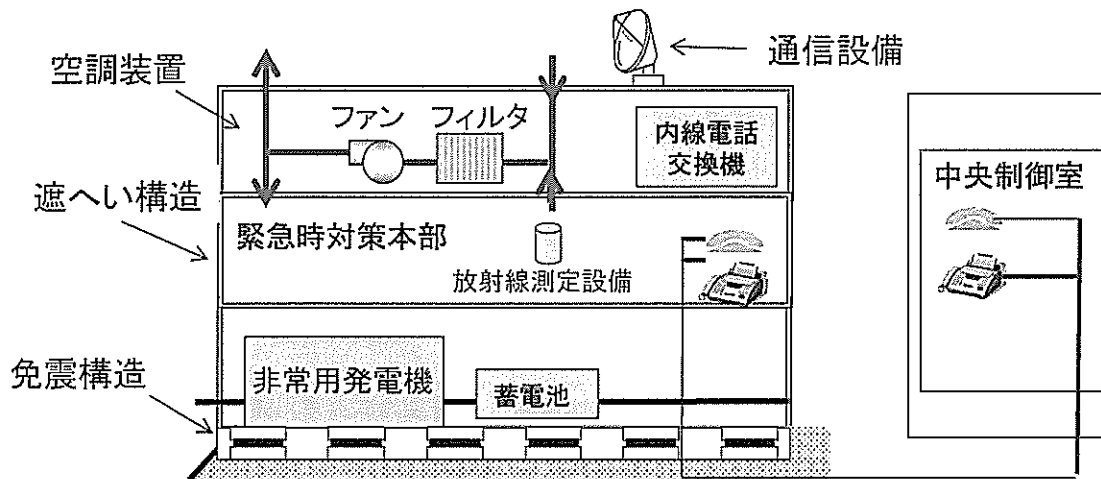 通信設備
空調装置
ファン
フィルタ
内線電話
交換機
中央制御室
遮へい構造
緊急時対策本部
放射線測定設備
免震構造
非常用発電機
蓄電池